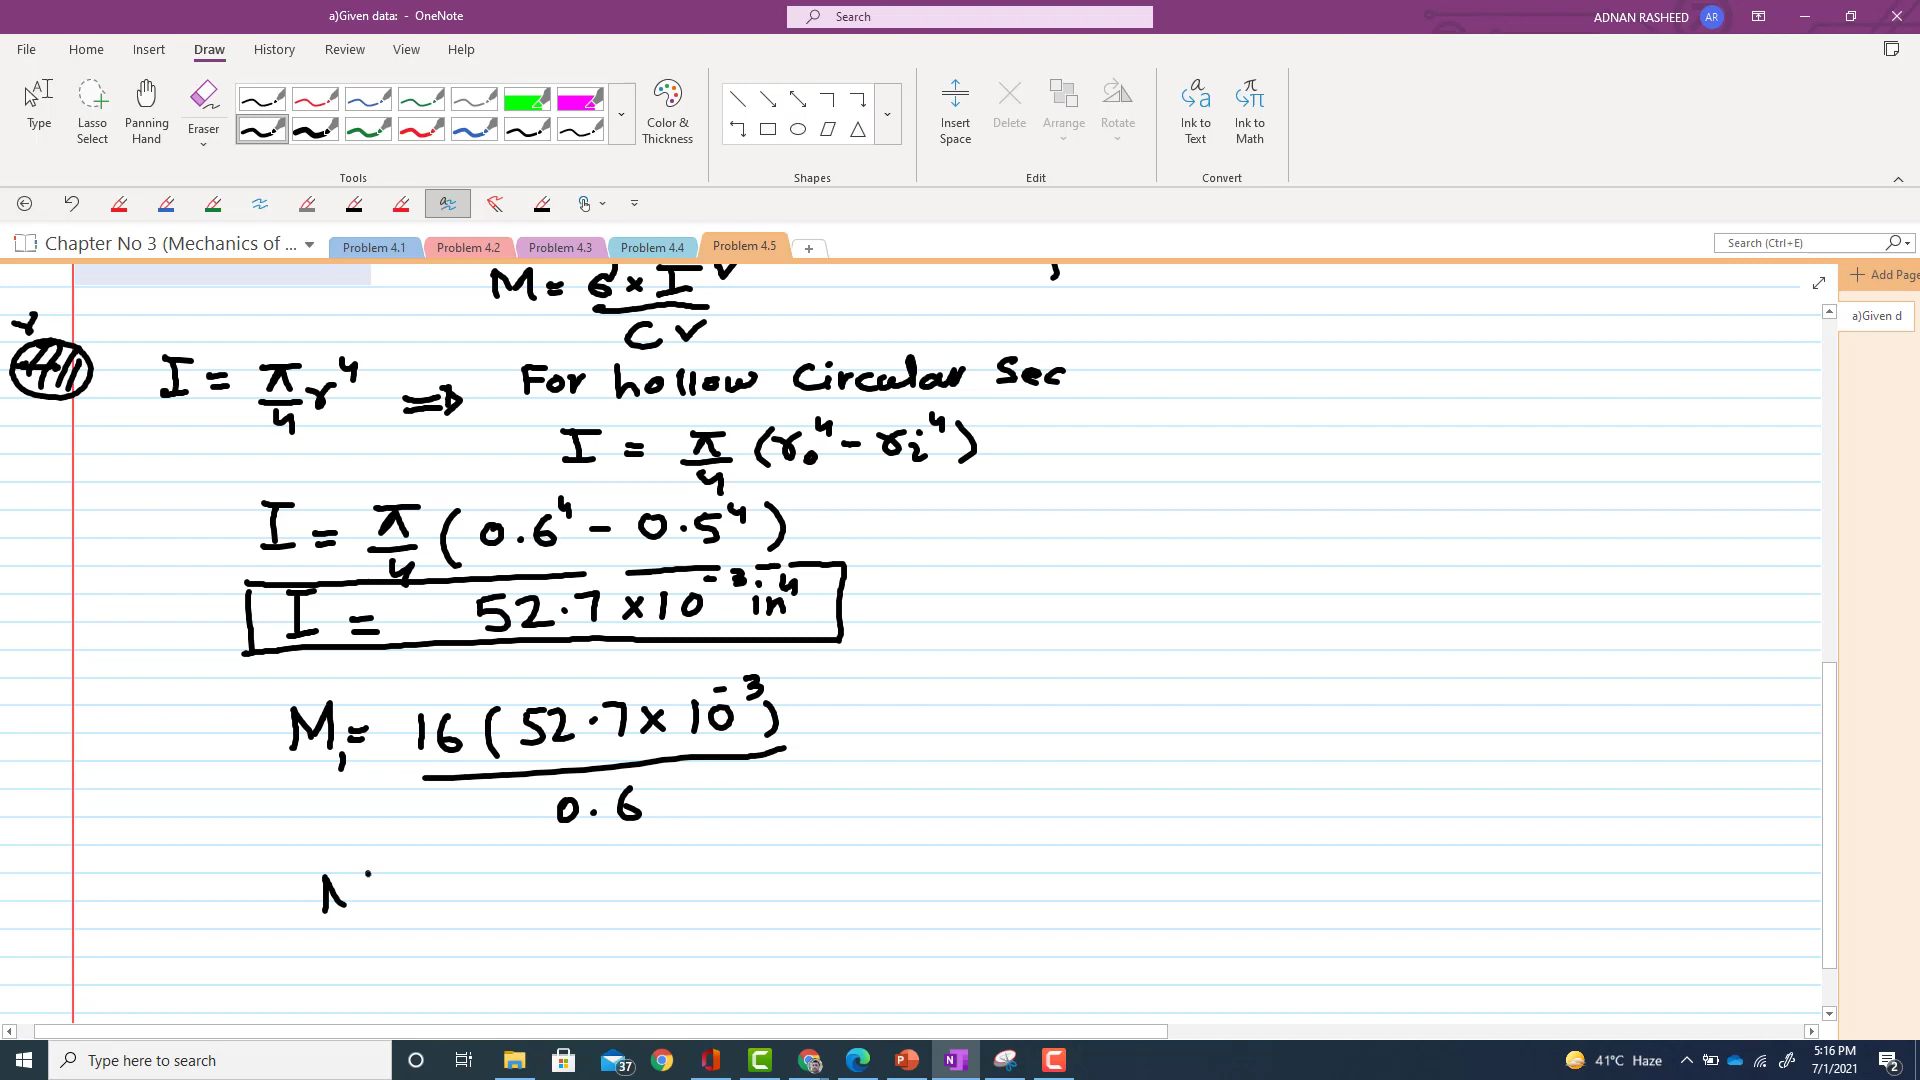 a)Given data: - OneNote
Search
ADNAN RASHEED AR
File Home Insert Draw History Review View Help
Type
Lasso Select
Panning Hand
Eraser
Color & Thickness
Insert Space
Delete
Arrange
Rotate
Ink to Text
Ink to Math
Tools
Shapes
Edit
Convert
Chapter No 3 (Mechanics of ...
Problem 4.1
Problem 4.2
Problem 4.3
Problem 4.4
Problem 4.5
Search (Ctrl+E)
Add Page
a)Given d
M = 6 × I
C
r
I = π/4 r⁴ ⇒ For hollow Circular Sec
I = π/4 (r₀⁴ - ri⁴)
I = π/4 (0.6⁴ - 0.5⁴)
I = 52.7 × 10⁻³ in⁴
M₁ = 16 (52.7 × 10⁻³)
0.6
Type here to search
37
41°C Haze
5:16 PM
7/1/2021
2